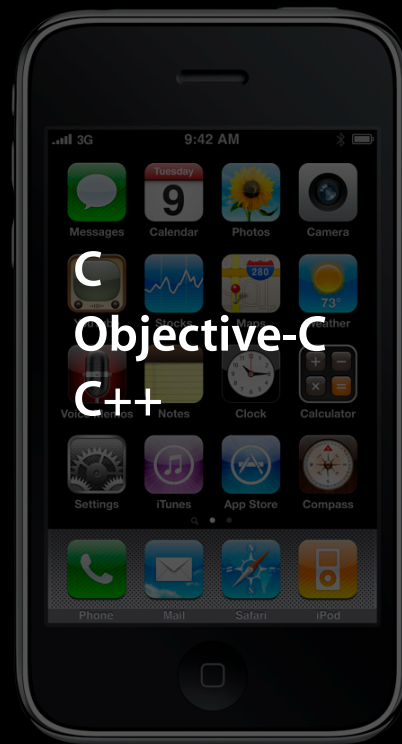 3G 9:42 AM
Tuesday
9
Messages Calendar Photos Camera
280
73°
C
Stocks Maps Weather
Objective-C
C++
Voice Memos Notes Clock Calculator
Settings iTunes App Store Compass
Phone Mail Safari iPod